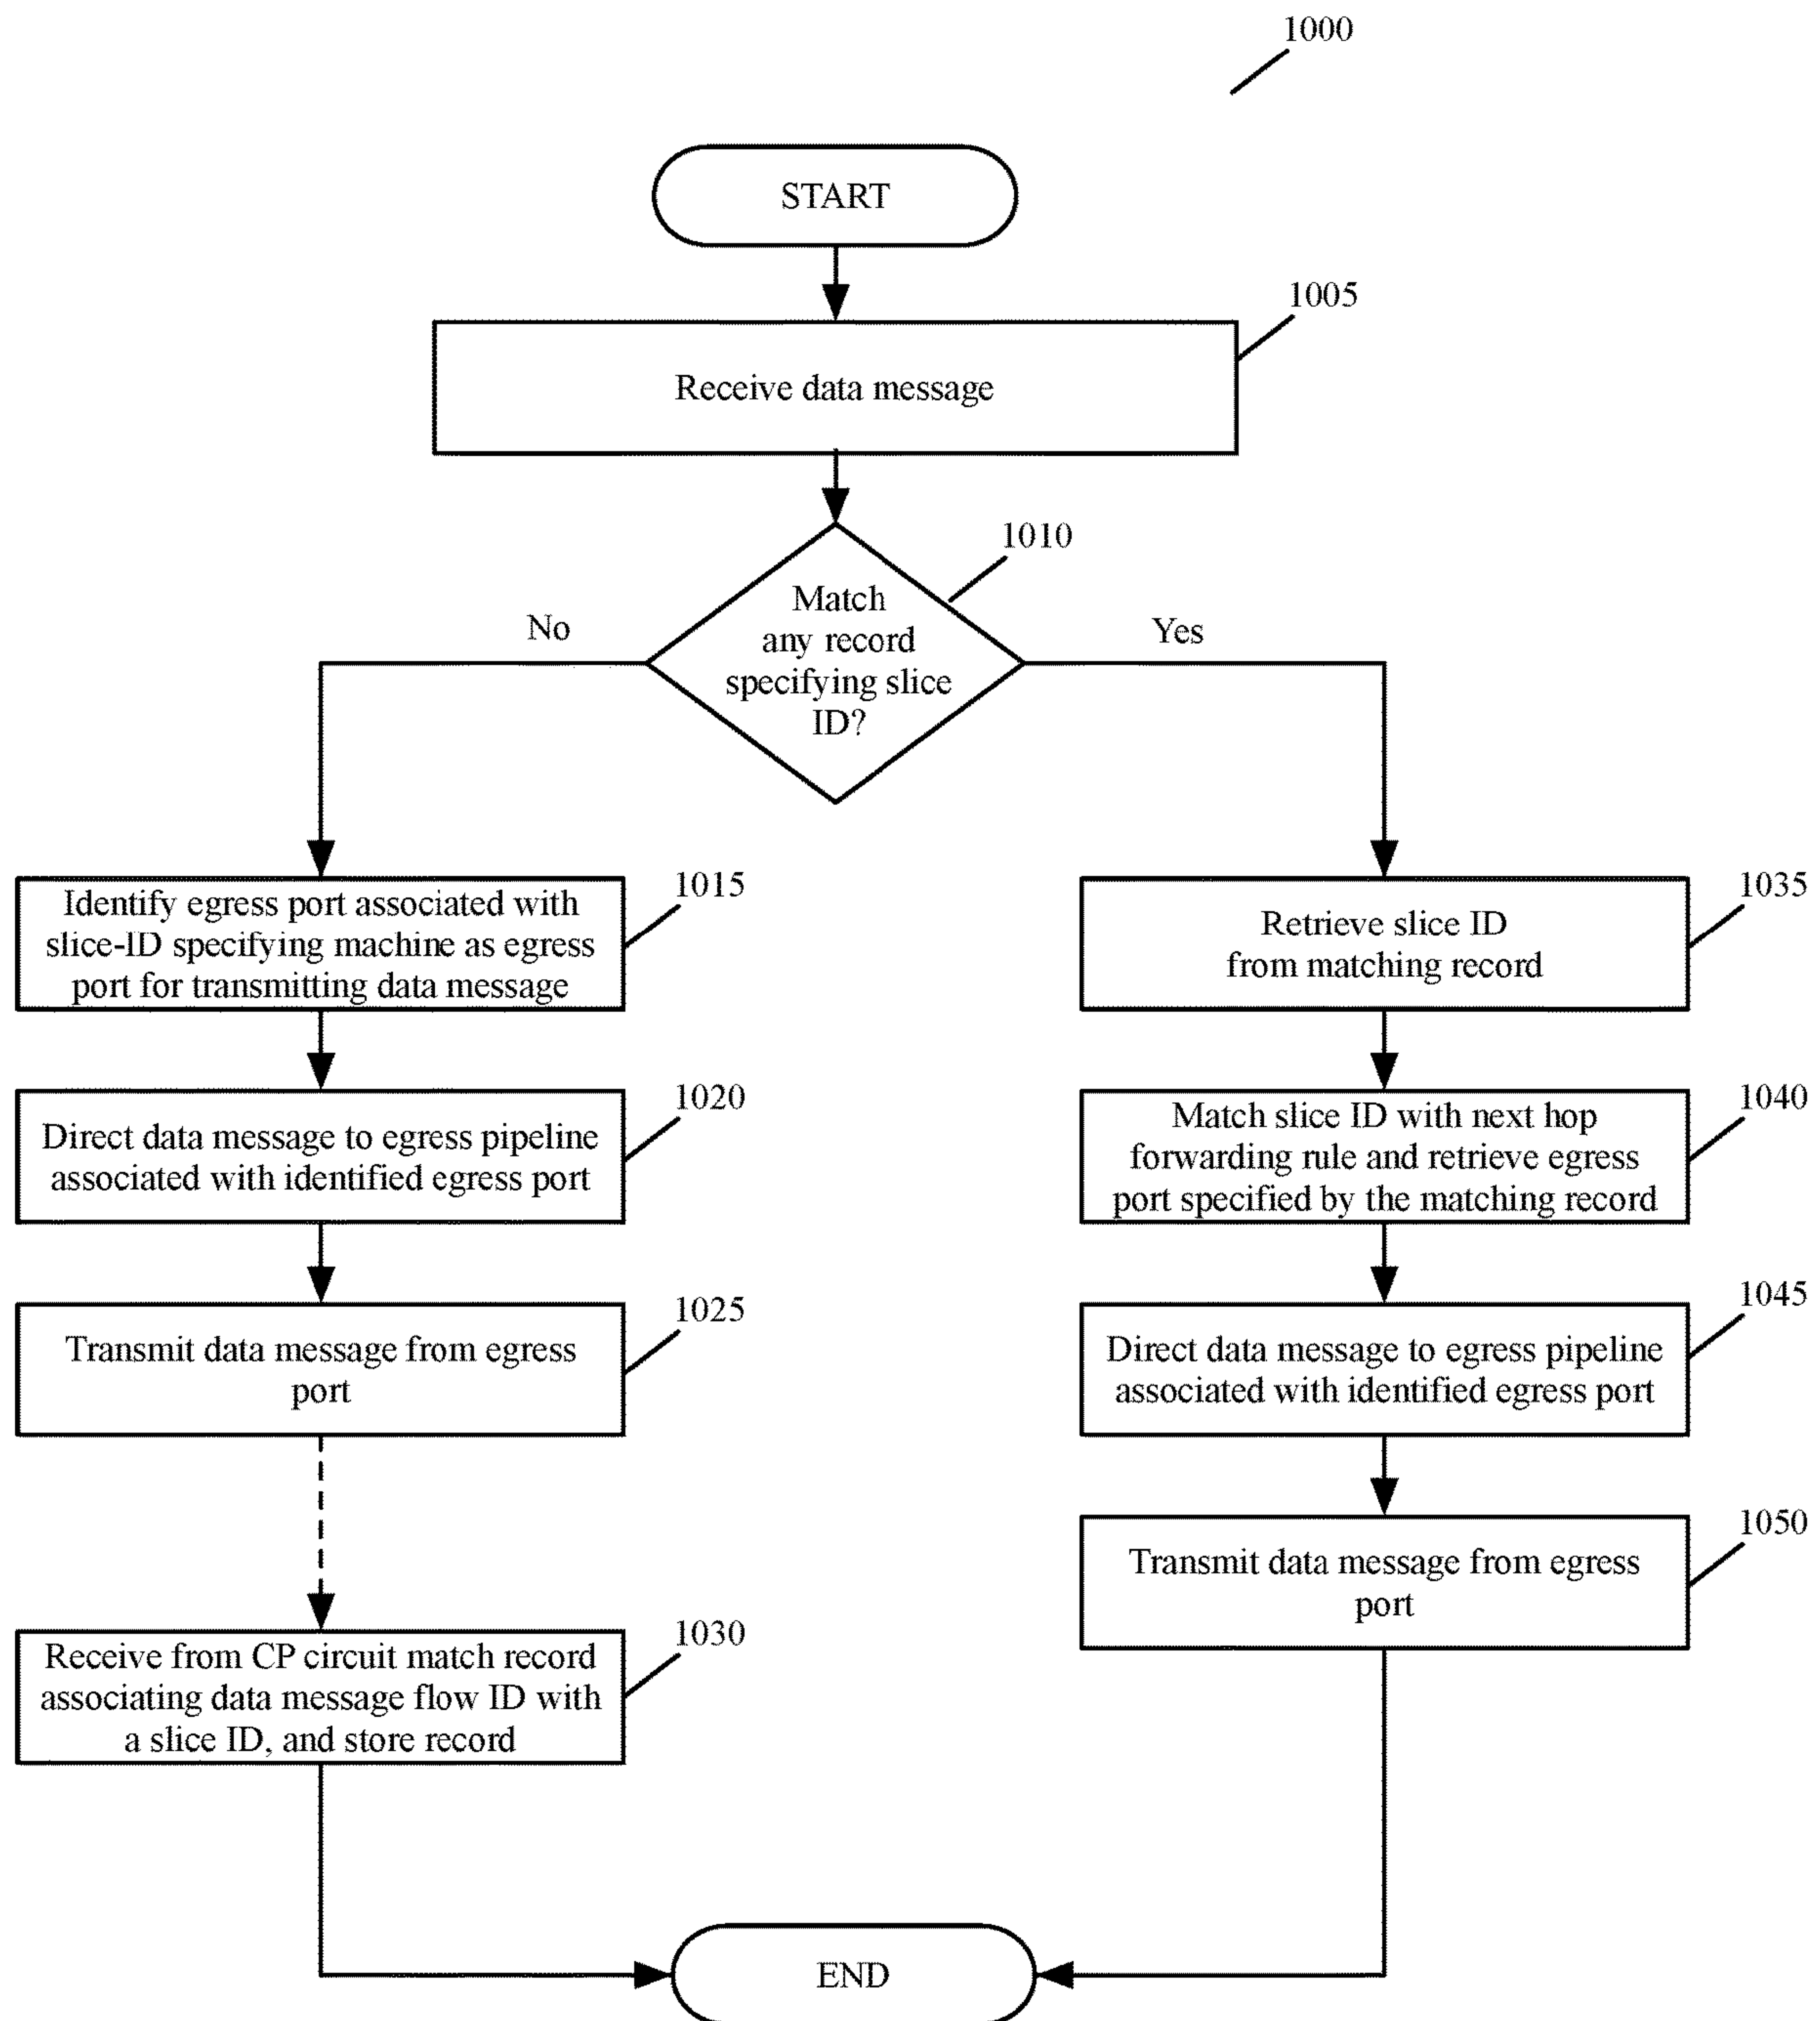 1000
START
1005
Receive data message
1010
Match
any record
specifying slice
ID?
No
Yes
1015
Identify egress port associated with
slice-ID specifying machine as egress
port for transmitting data message
1020
Direct data message to egress pipeline
associated with identified egress port
1025
Transmit data message from egress
port
1030
Receive from CP circuit match record
associating data message flow ID with
a slice ID, and store record
1035
Retrieve slice ID
from matching record
1040
Match slice ID with next hop
forwarding rule and retrieve egress
port specified by the matching record
1045
Direct data message to egress pipeline
associated with identified egress port
1050
Transmit data message from egress
port
END